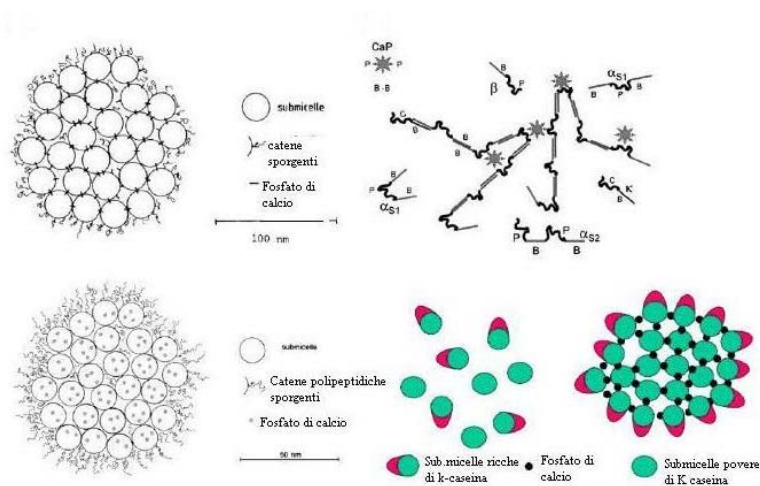 submicelle
catene
sporgenti
Fosfato di
calcio
100 nm
CaP
P P
B-B
B
β
P
αS1
B P B
C
B
B
B
P B
αS1
C
B K
P P αS2
B B
submicelle
Catene polipeptidiche
sporgenti
Fosfato di calcio
50 nm
Sub.micelle ricche
di k-caseina
Fosfato di
calcio
Submicelle povere
di K caseina